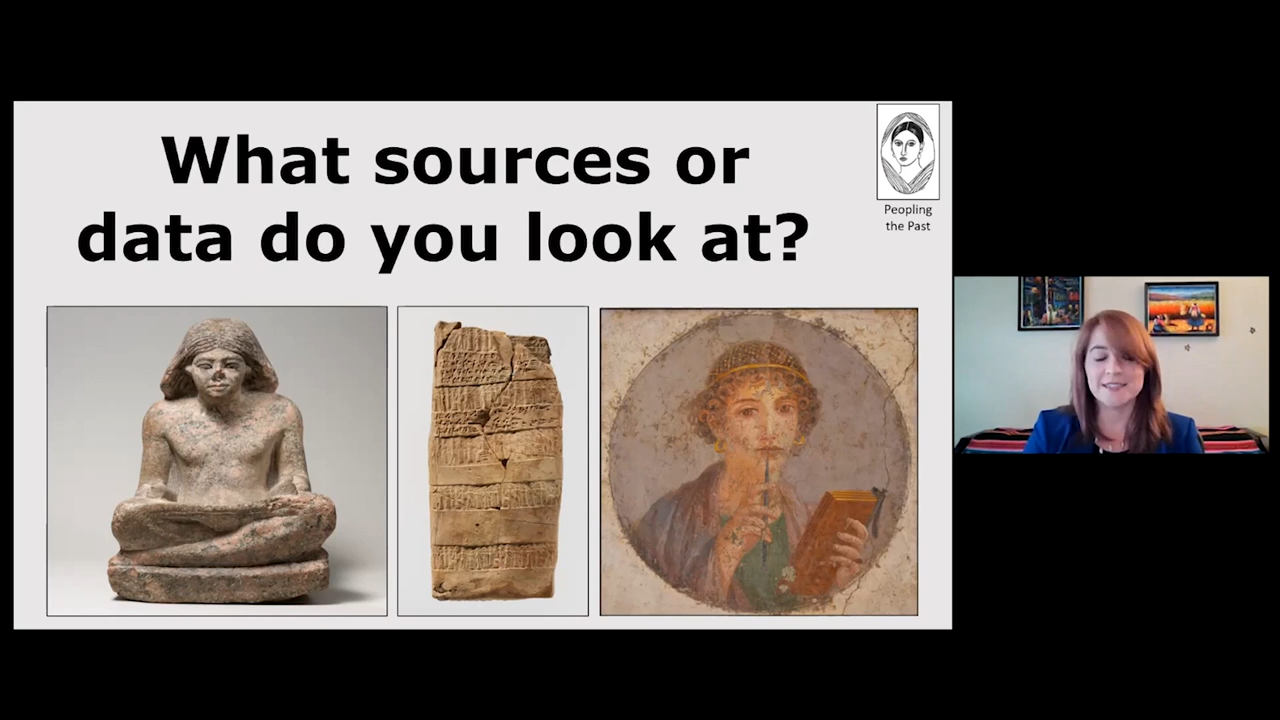 What sources or
data do you look at?
Peopling
the Past